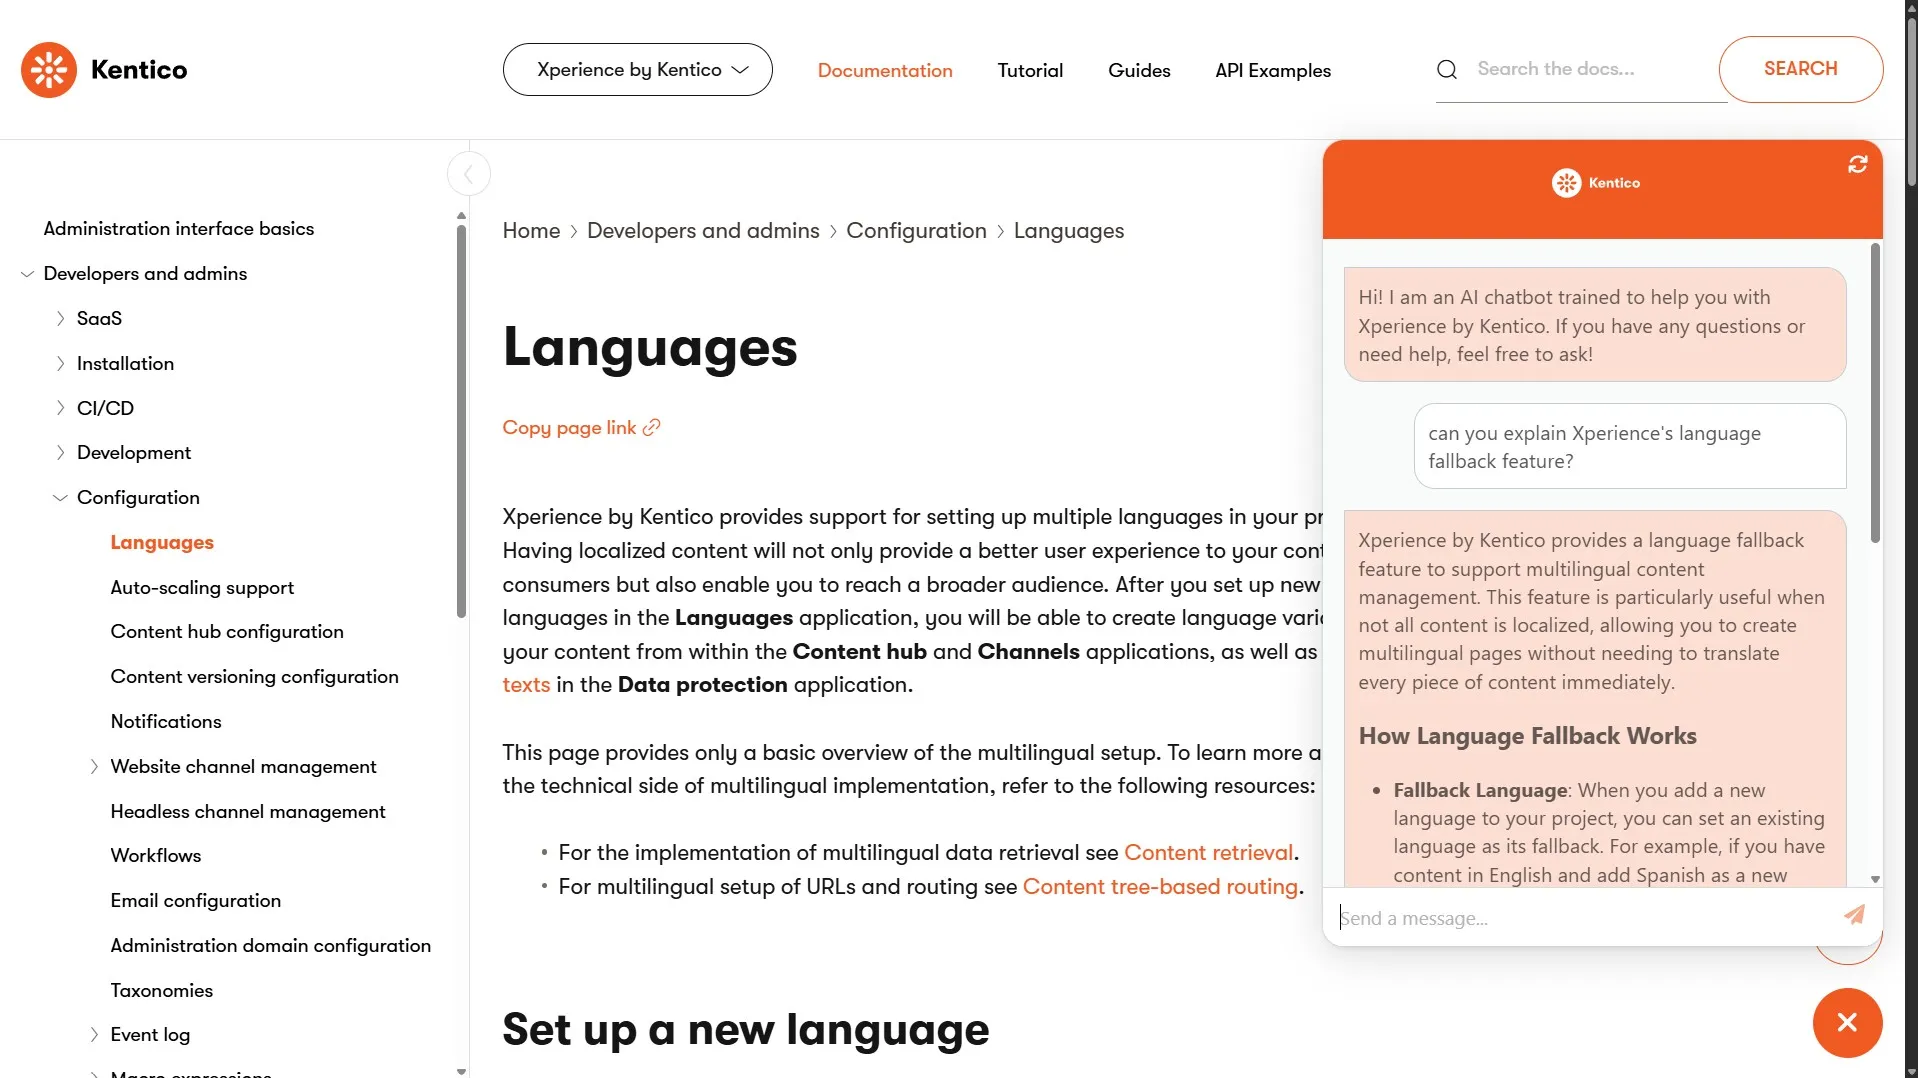 Kentico
Xperience by Kentico
Documentation
Tutorial
Guides
API Examples
Search the docs...
SEARCH
Administration interface basics
Developers and admins
SaaS
Installation
CI/CD
Development
Configuration
Languages
Auto-scaling support
Content hub configuration
Content versioning configuration
Notifications
Website channel management
Headless channel management
Workflows
Email configuration
Administration domain configuration
Taxonomies
Event log
Macro expressions
Home > Developers and admins > Configuration > Languages
Languages
Copy page link
Xperience by Kentico provides support for setting up multiple languages in your pr
Having localized content will not only provide a better user experience to your cont
consumers but also enable you to reach a broader audience. After you set up new
languages in the Languages application, you will be able to create language vari
your content from within the Content hub and Channels applications, as well as
texts in the Data protection application.
This page provides only a basic overview of the multilingual setup. To learn more a
the technical side of multilingual implementation, refer to the following resources:
• For the implementation of multilingual data retrieval see Content retrieval.
• For multilingual setup of URLs and routing see Content tree-based routing.
Set up a new language
Kentico
Hi! I am an AI chatbot trained to help you with
Xperience by Kentico. If you have any questions or
need help, feel free to ask!
can you explain Xperience's language
fallback feature?
Xperience by Kentico provides a language fallback
feature to support multilingual content
management. This feature is particularly useful when
not all content is localized, allowing you to create
multilingual pages without needing to translate
every piece of content immediately.
How Language Fallback Works
• Fallback Language: When you add a new
language to your project, you can set an existing
language as its fallback. For example, if you have
content in English and add Spanish as a new
Send a message...